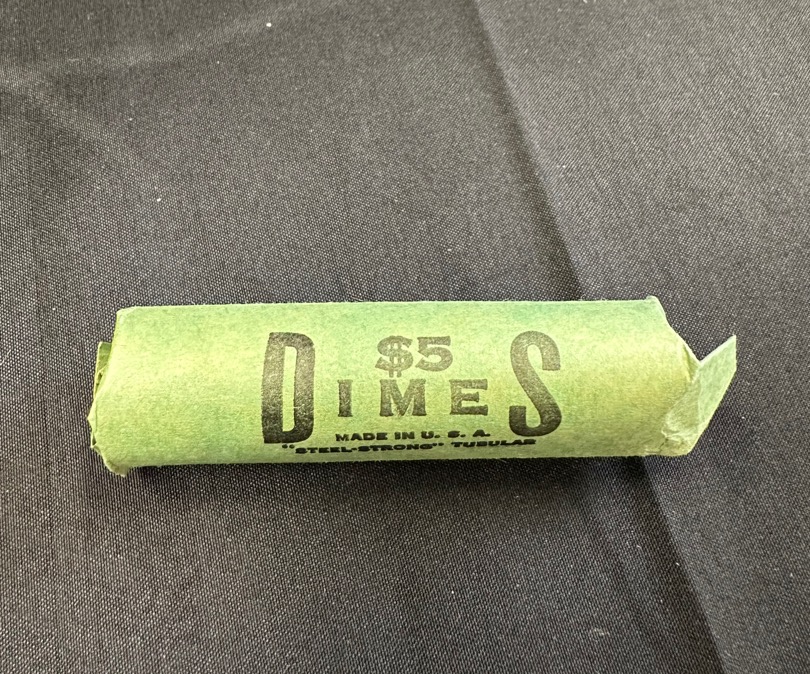 $5
DIMES
MADE IN U. S. A.
"STEEL-STRONG" TUBULAR